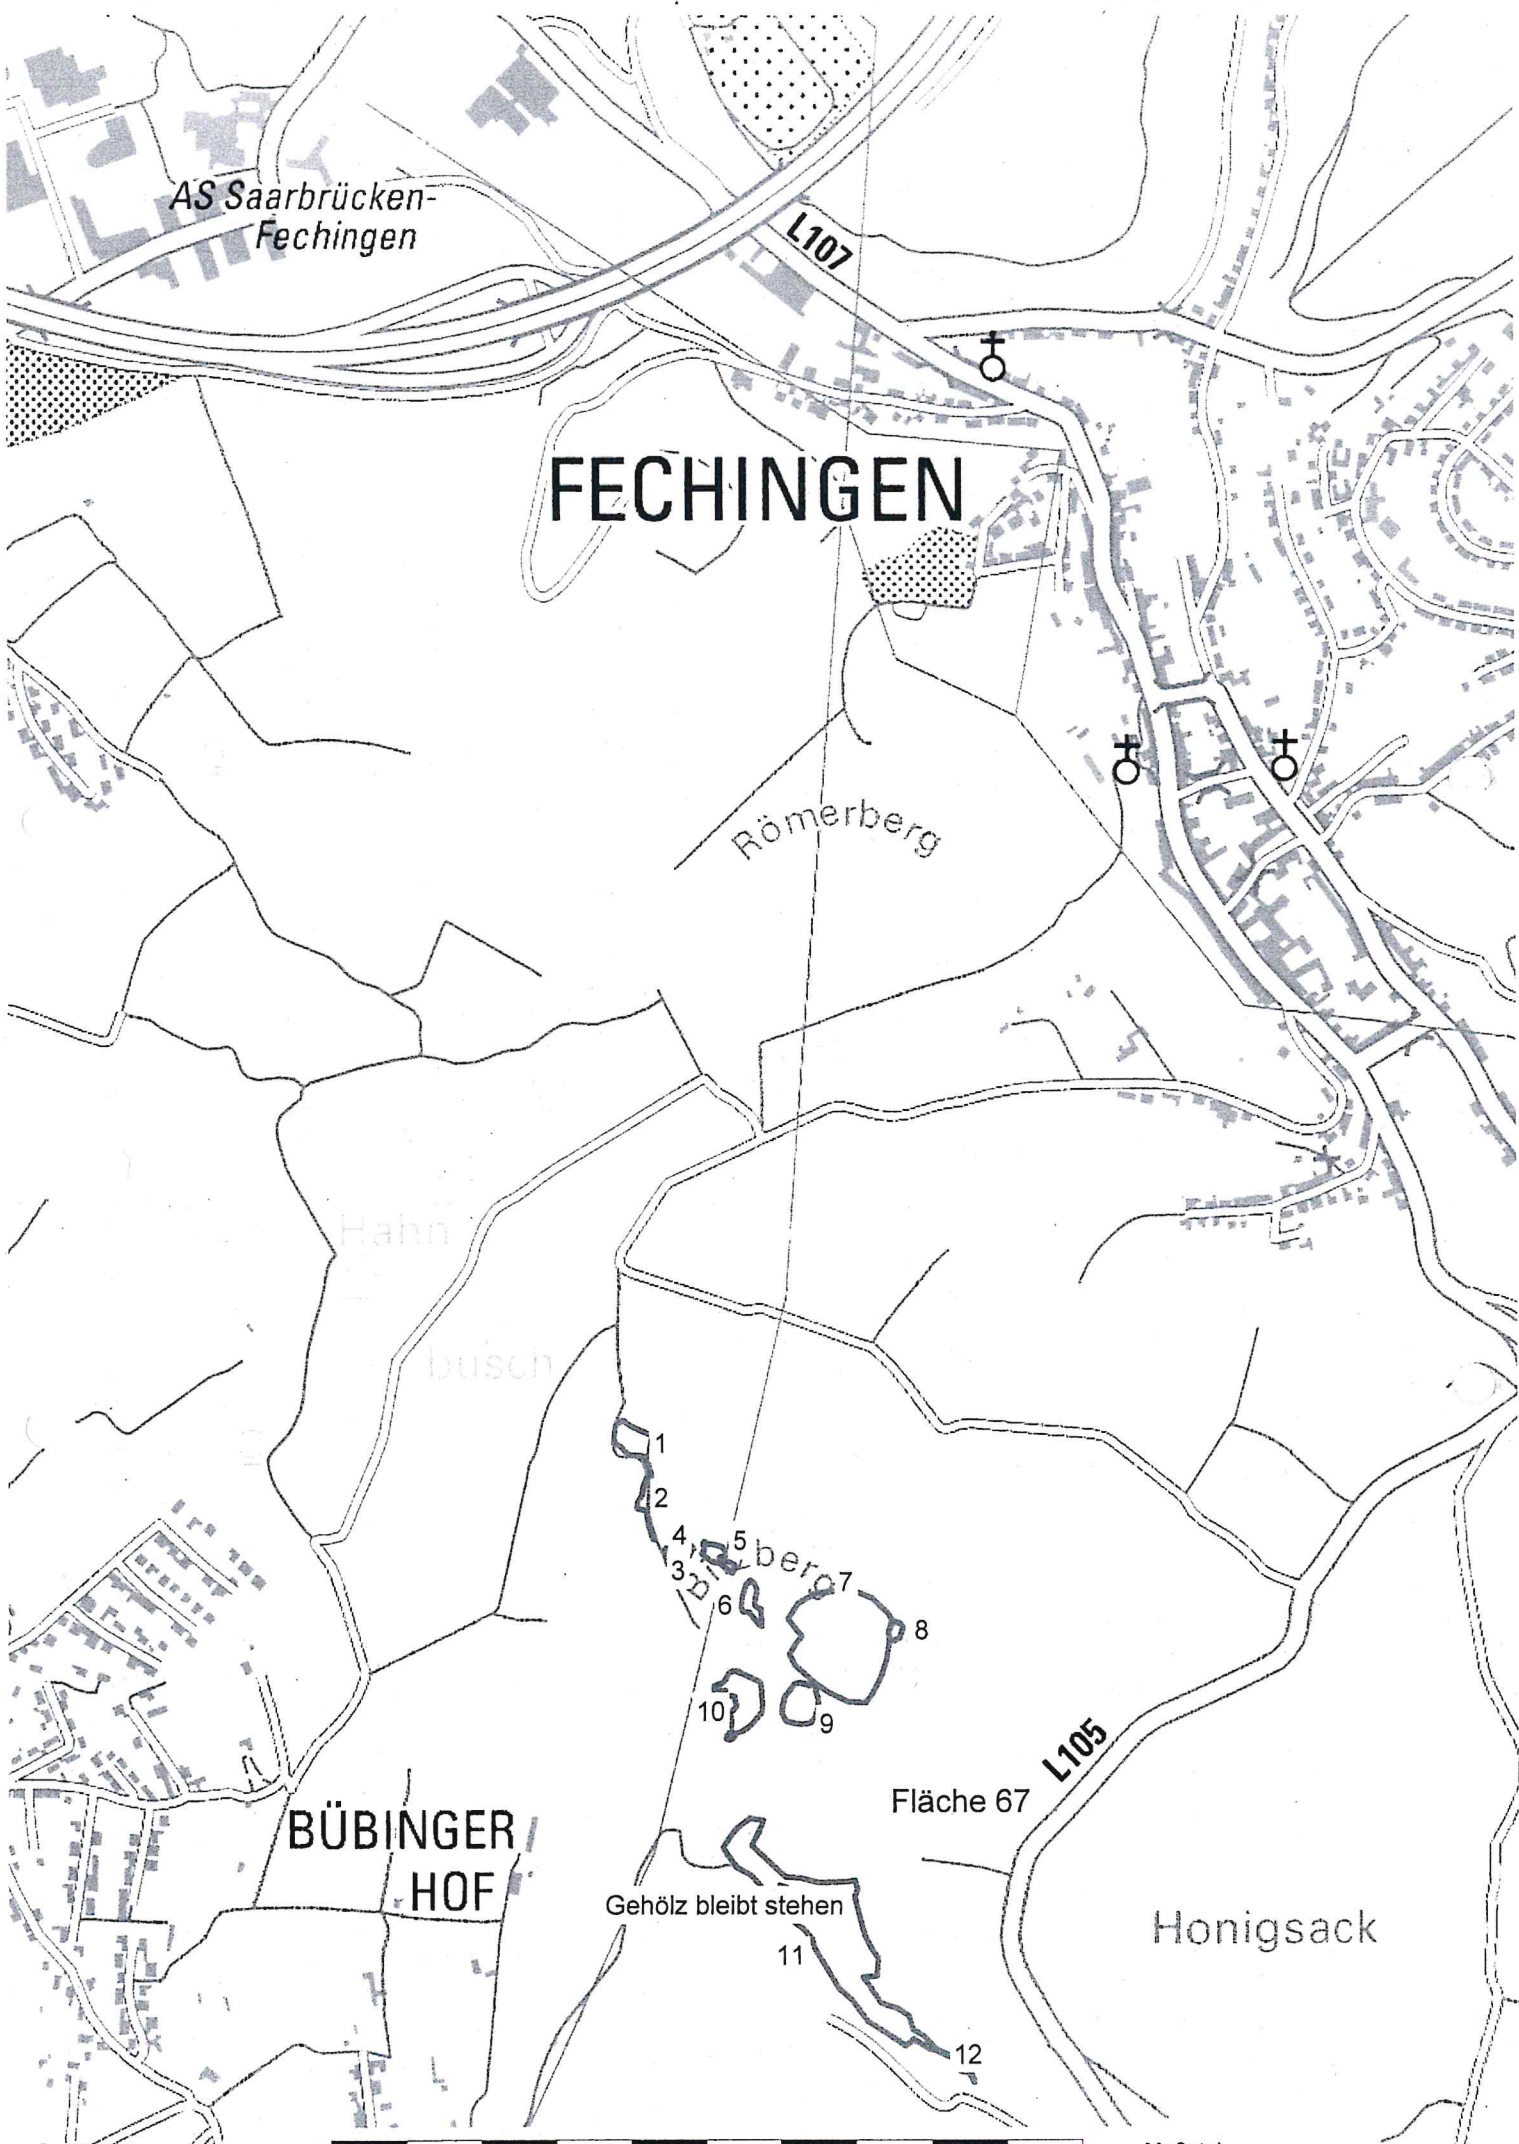 AS Saarbrücken-
Fechingen
L107
FECHINGEN
Römerberg
Hahn
busch
1
2
4
5
3
berg
7
6
8
10
9
L105
Fläche 67
BÜBINGER
HOF
Gehölz bleibt stehen
Honigsack
11
12